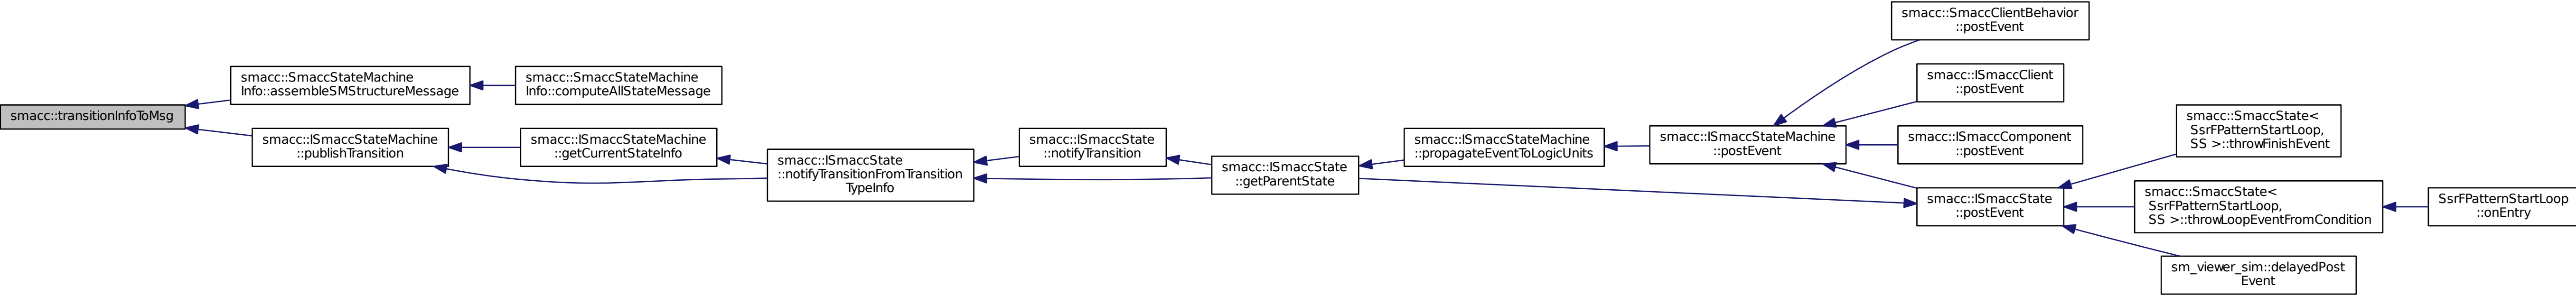 smacc::transitionInfoToMsg
smacc::SmaccStateMachine
Info::assembleSMStructureMessage
smacc::SmaccStateMachine
Info::computeAllStateMessage
smacc::ISmaccStateMachine
::publishTransition
smacc::ISmaccStateMachine
::getCurrentStateInfo
smacc::ISmaccState
::notifyTransitionFromTransition
TypeInfo
smacc::ISmaccState
::notifyTransition
smacc::ISmaccState
::getParentState
smacc::ISmaccStateMachine
::propagateEventToLogicUnits
smacc::ISmaccStateMachine
::postEvent
smacc::SmaccClientBehavior
::postEvent
smacc::ISmaccClient
::postEvent
smacc::ISmaccComponent
::postEvent
smacc::ISmaccState
::postEvent
smacc::SmaccState<
SsrFPatternStartLoop,
SS >::throwFinishEvent
smacc::SmaccState<
SsrFPatternStartLoop,
SS >::throwLoopEventFromCondition
SsrFPatternStartLoop
::onEntry
sm_viewer_sim::delayedPost
Event